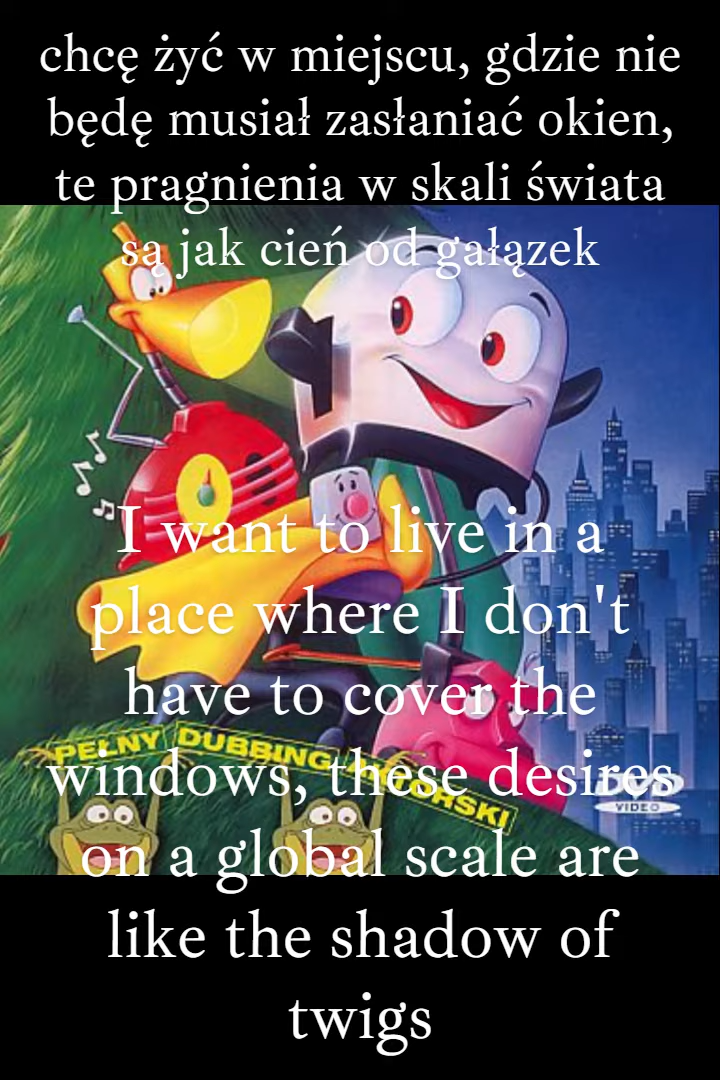 chcę żyć w miejscu, gdzie nie
będę musiał zasłaniać okien,
te pragnienia w skali świata
są jak cień od gałązek
I want to live in a
place where I don't
have to cover the
windows, these desires
on a global scale are
like the shadow of
twigs
PEŁNY DUBBING
DVD
VIDEO